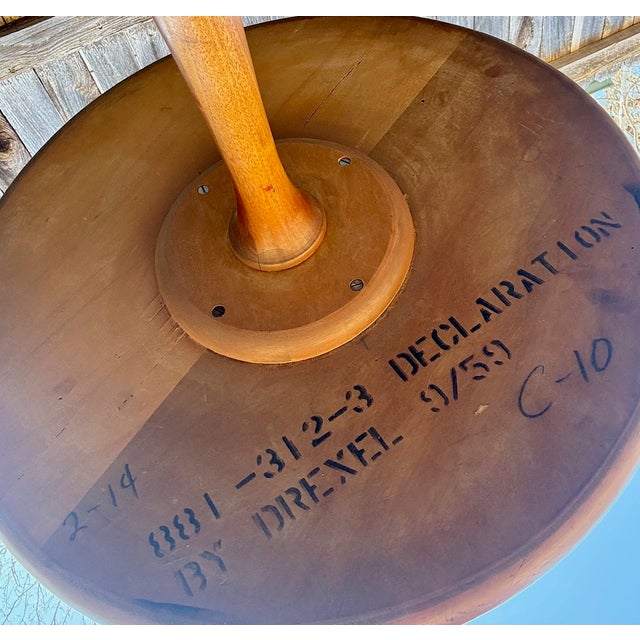 881-312-3 DECLARATION
BY DREXEL 9/59
C-10
2-14